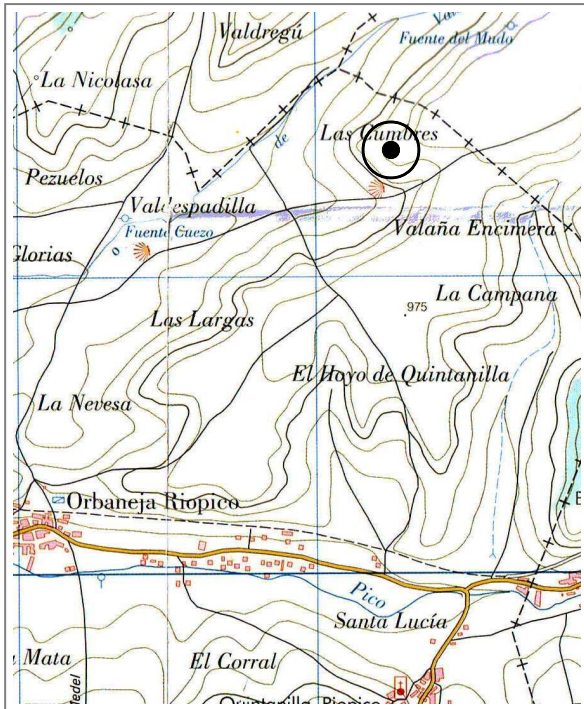 Valdregú
Fuente del Mudo
La Nicolasa
Las Cumbres
de
Pezuelos
Valdespadilla
Fuente Guezo
o
Glorias
Valaña Encimera
La Campana
975
Las Largas
El Hoyo de Quintanilla
La Nevesa
Orbaneja Riopico
Pico
Santa Lucía
Mata
El Corral